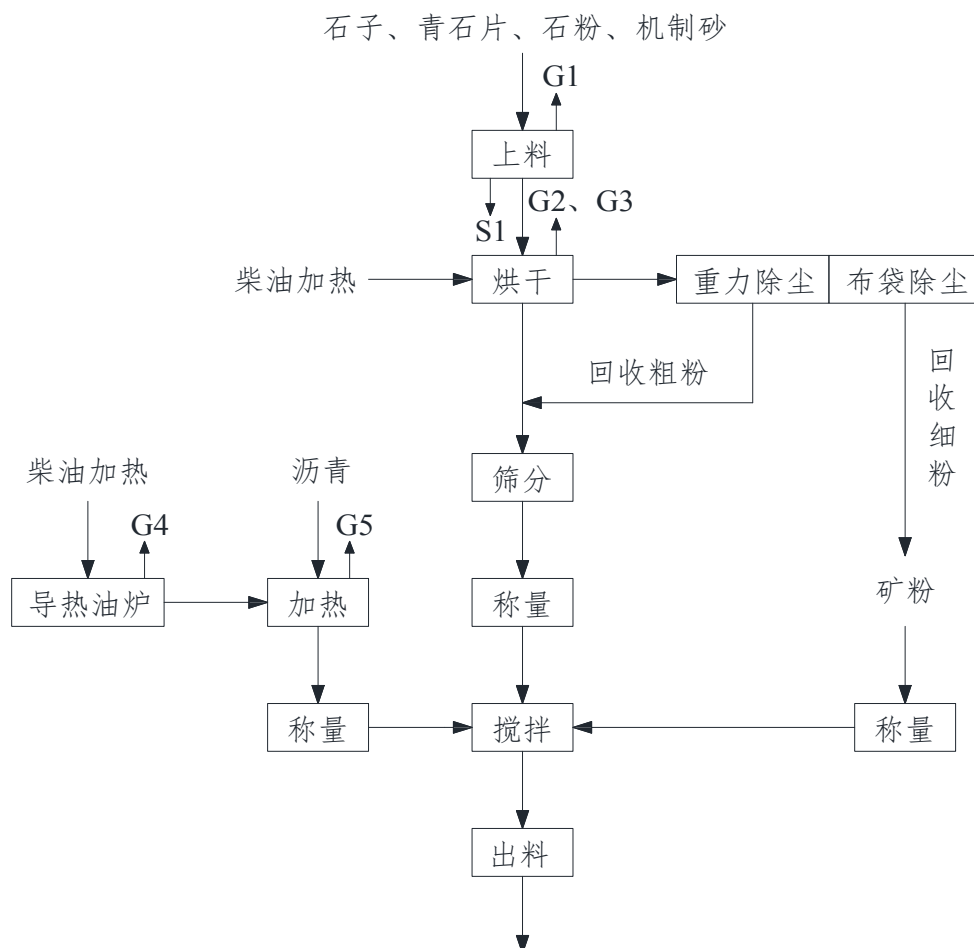 石子、青石片、石粉、机制砂
G1
上料
S1
G2、G3
柴油加热
烘干
重力除尘
布袋除尘
回收粗粉
回收细粉
柴油加热
沥青
筛分
G4
G5
导热油炉
加热
称量
矿粉
称量
搅拌
称量
出料